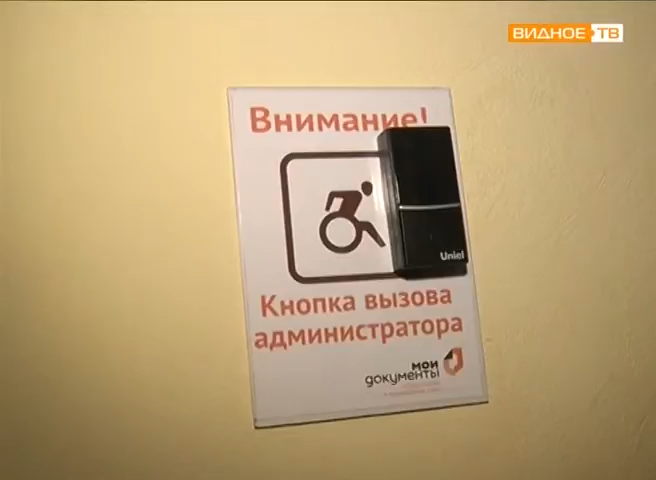 ВИДНОЕ ТВ
Внимание!
Uniel
Кнопка вызова
администратора
мои
документы